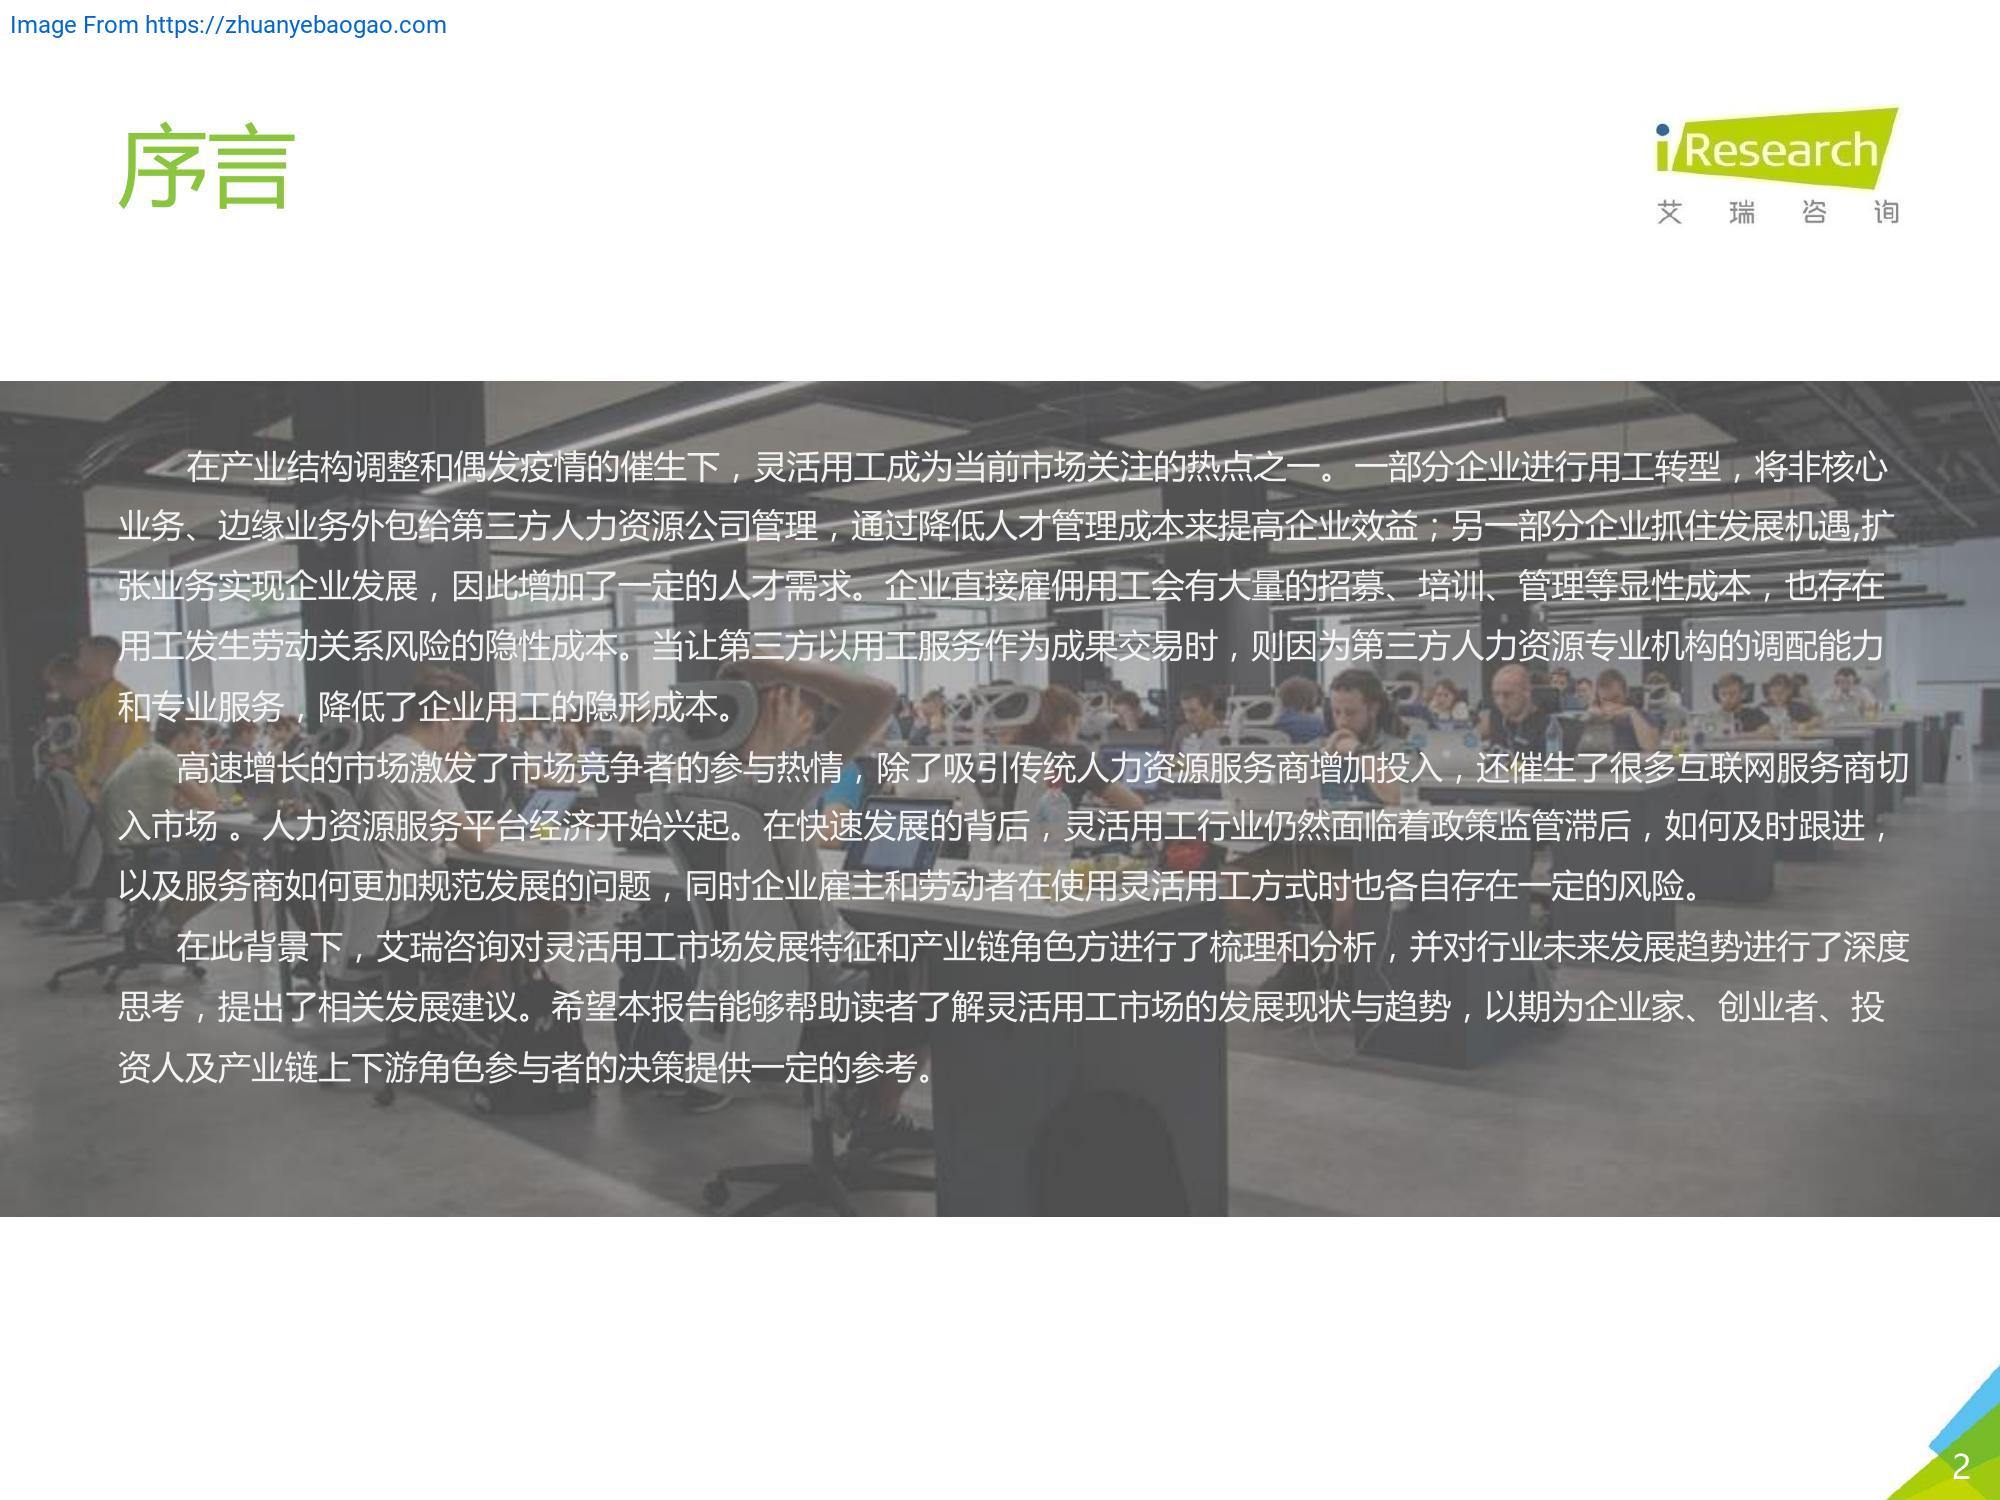 Image From https://zhuanyebaogao.com
序言
iResearch
艾瑞咨询
在产业结构调整和偶发疫情的催生下，灵活用工成为当前市场关注的热点之一。一部分企业进行用工转型，将非核心
业务、边缘业务外包给第三方人力资源公司管理，通过降低人才管理成本来提高企业效益；另一部分企业抓住发展机遇,扩
张业务实现企业发展，因此增加了一定的人才需求。企业直接雇佣用工会有大量的招募、培训、管理等显性成本，也存在
用工发生劳动关系风险的隐性成本。当让第三方以用工服务作为成果交易时，则因为第三方人力资源专业机构的调配能力
和专业服务，降低了企业用工的隐形成本。
高速增长的市场激发了市场竞争者的参与热情，除了吸引传统人力资源服务商增加投入，还催生了很多互联网服务商切
入市场 。人力资源服务平台经济开始兴起。在快速发展的背后，灵活用工行业仍然面临着政策监管滞后，如何及时跟进，
以及服务商如何更加规范发展的问题，同时企业雇主和劳动者在使用灵活用工方式时也各自存在一定的风险。
在此背景下，艾瑞咨询对灵活用工市场发展特征和产业链角色方进行了梳理和分析，并对行业未来发展趋势进行了深度
思考，提出了相关发展建议。希望本报告能够帮助读者了解灵活用工市场的发展现状与趋势，以期为企业家、创业者、投
资人及产业链上下游角色参与者的决策提供一定的参考。
2